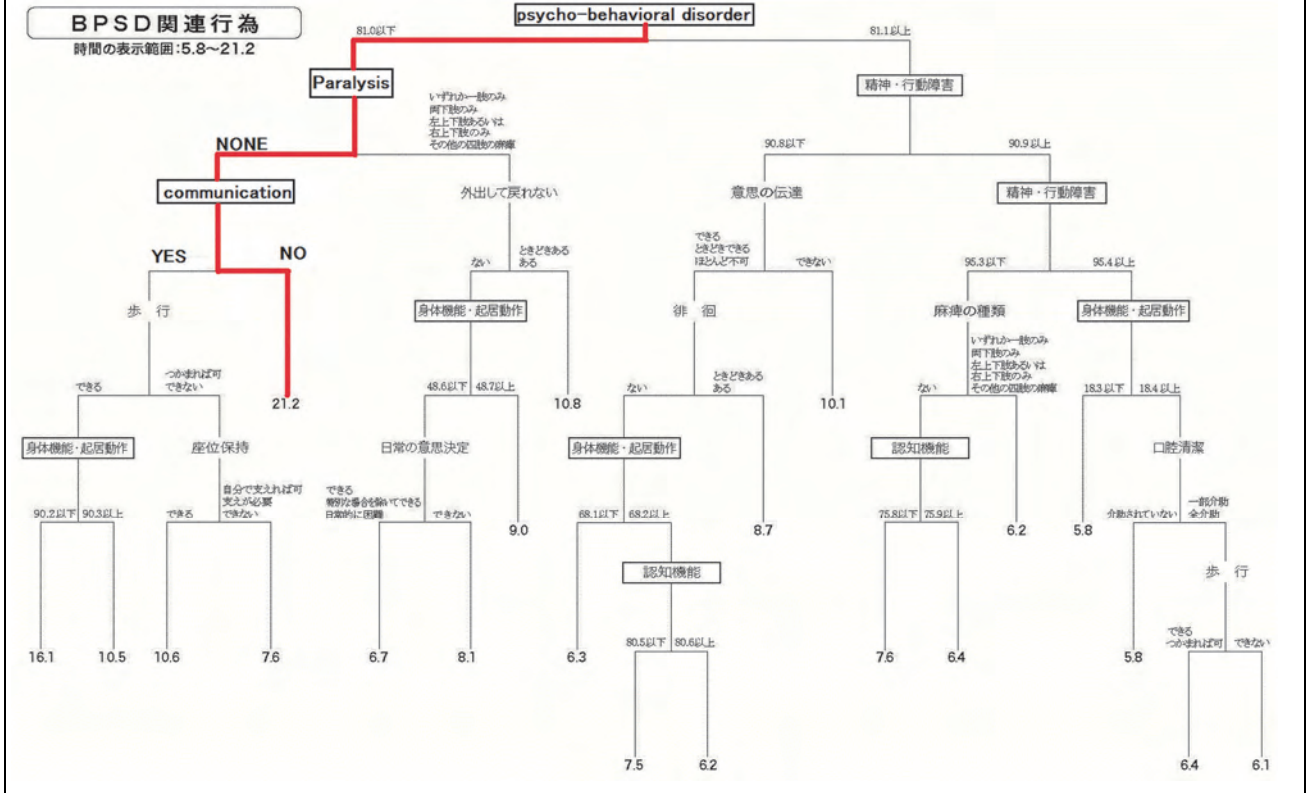 BPSD関連行為
時間の表示範囲:5.8～21.2
psycho-behavioral disorder
81.0以下
81.1以上
Paralysis
精神・行動障害
いずれか一肢のみ
両下肢のみ
左上下肢あるいは
右上下肢のみ
その他の四肢の麻痺
NONE
90.8以下
90.9以上
communication
外出して戻れない
意思の伝達
精神・行動障害
YES
NO
ない
ときどきある
ある
できる
ときどきできる
ほとんど不可
できない
95.3以下
95.4以上
歩 行
身体機能・起居動作
徘 徊
麻痺の種類
身体機能・起居動作
できる
つかまれば可
できない
21.2
48.6以下
48.7以上
10.8
ない
ときどきある
ある
10.1
ない
いずれか一肢のみ
両下肢のみ
左上下肢あるいは
右上下肢のみ
その他の四肢の麻痺
18.3以下
18.4以上
身体機能・起居動作
座位保持
日常の意思決定
身体機能・起居動作
認知機能
口腔清潔
90.2以下
90.3以上
できる
自分で支えれば可
支えが必要
できない
できる
特別な場合を除いてできる
日常的に困難
できない
9.0
68.1以下
68.2以上
8.7
75.8以下
75.9以上
6.2
5.8
介助されていない
一部介助
全介助
認知機能
歩 行
16.1
10.5
10.6
7.6
6.7
8.1
6.3
80.5以下
80.6以上
7.6
6.4
5.8
できる
つかまれば可
できない
7.5
6.2
6.4
6.1